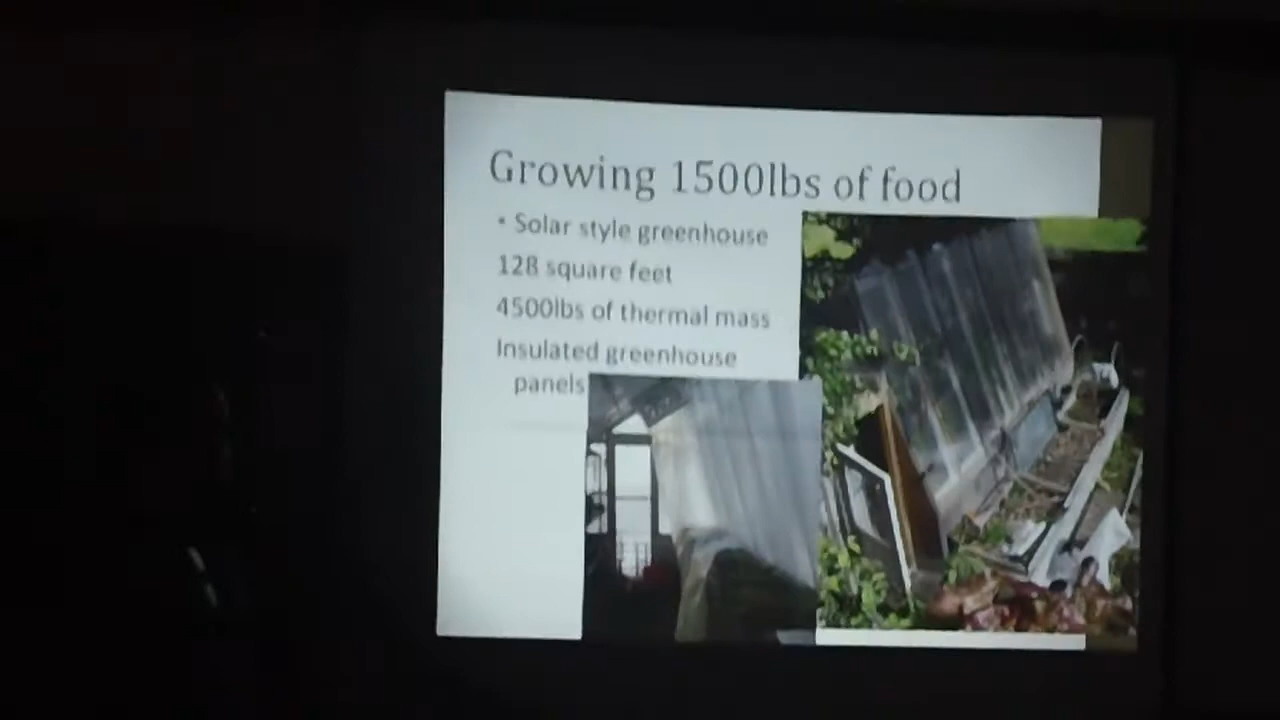 Growing 1500lbs of food
• Solar style greenhouse
128 square feet
4500lbs of thermal mass
Insulated greenhouse
panels